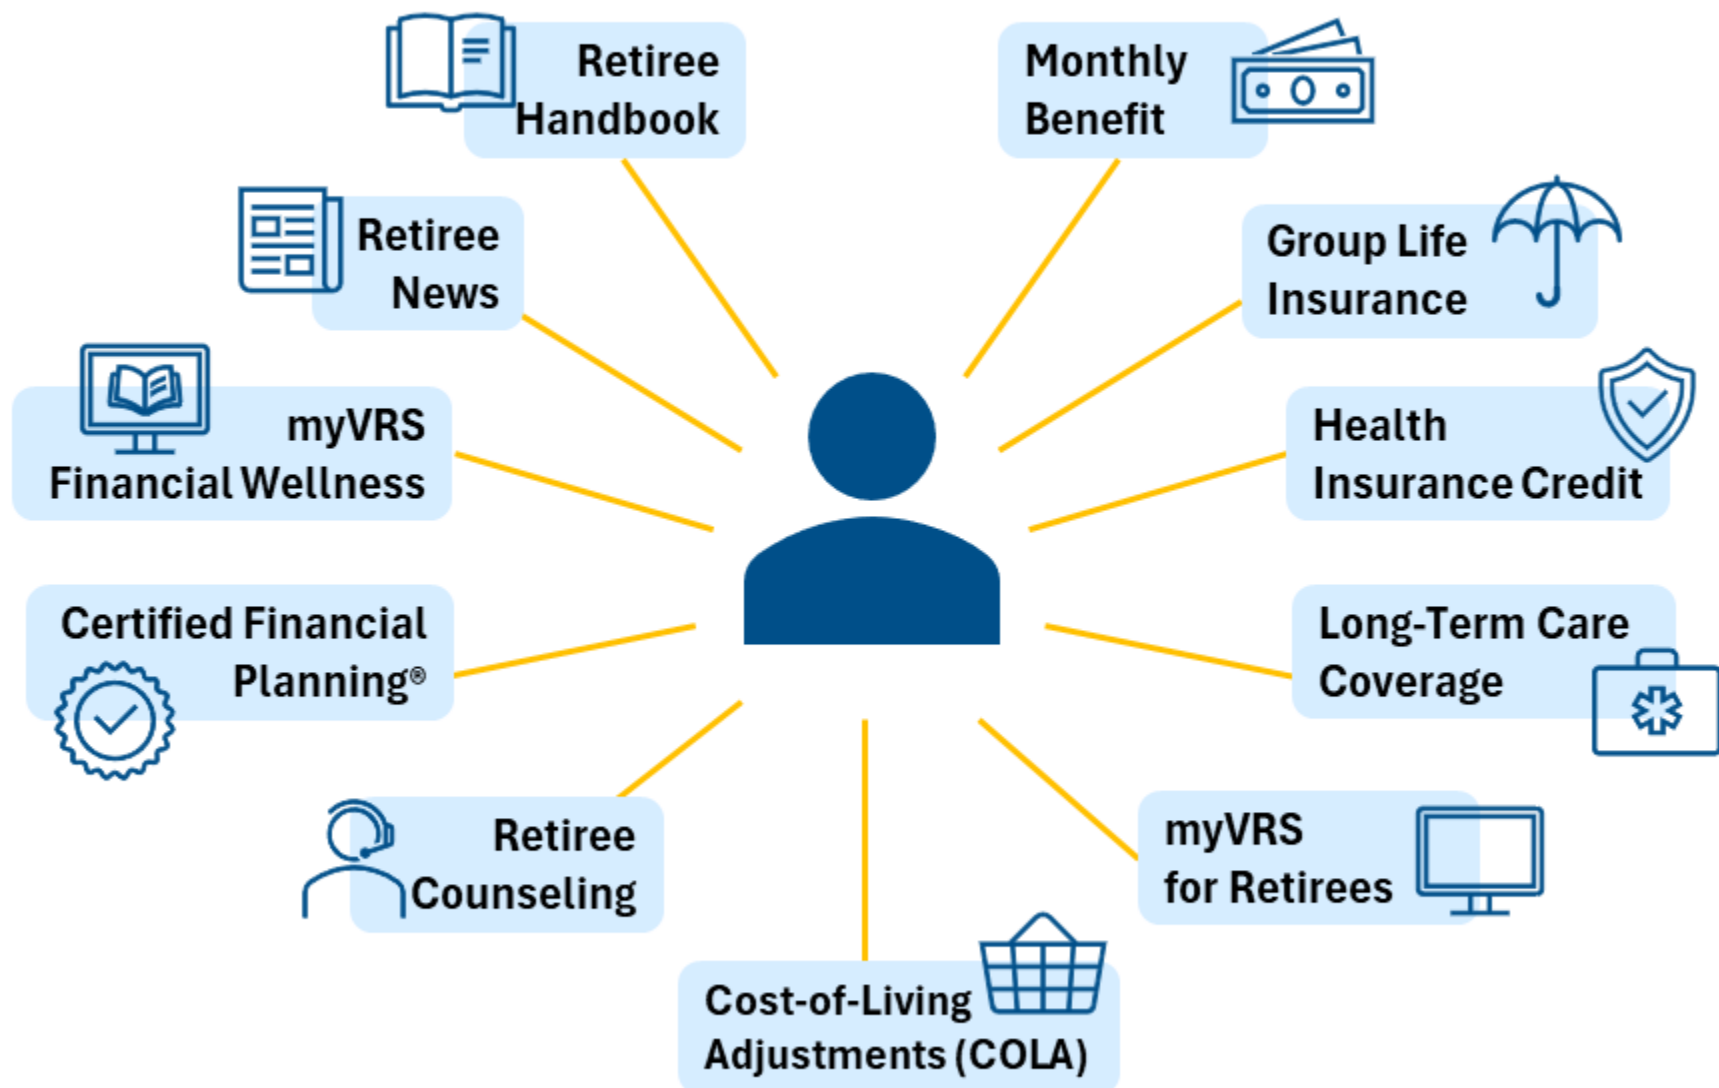 Retiree
Handbook
Monthly
Benefit
Retiree
News
Group Life
Insurance
myVRS
Financial Wellness
Health
Insurance Credit
Certified Financial
Planning®
Long-Term Care
Coverage
Retiree
Counseling
myVRS
for Retirees
Cost-of-Living
Adjustments (COLA)